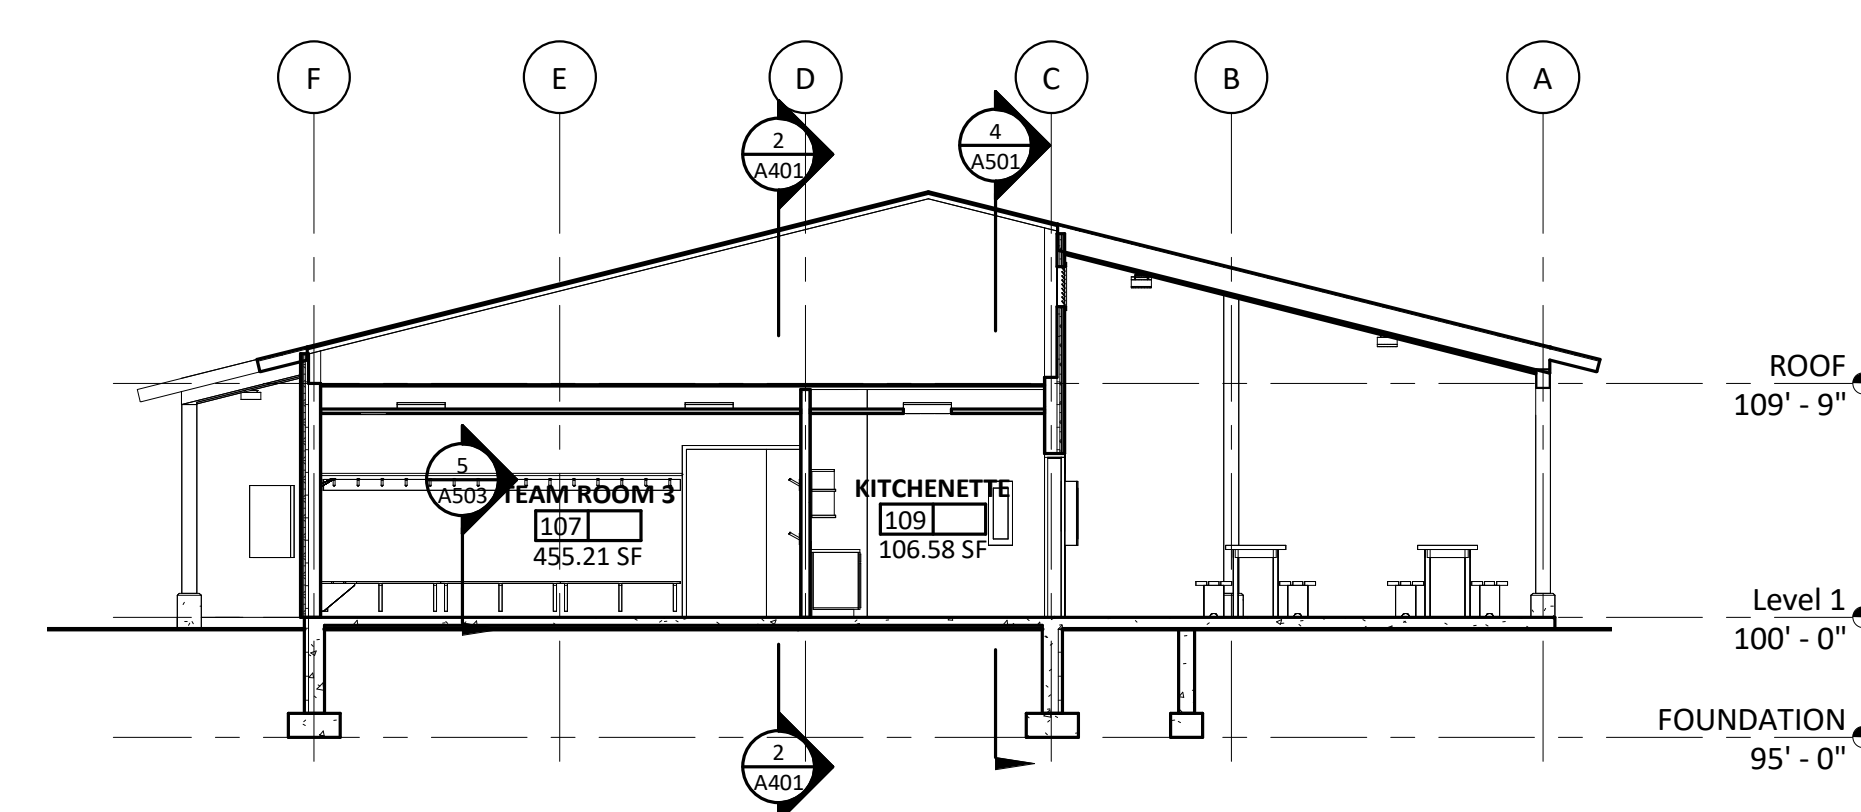 F E D C B A
2
A401
4
A501
ROOF
109' - 9"
5
A503
TEAM ROOM 3
107
455.21 SF
KITCHENETTE
109
106.58 SF
Level 1
100' - 0"
FOUNDATION
95' - 0"
2
A401